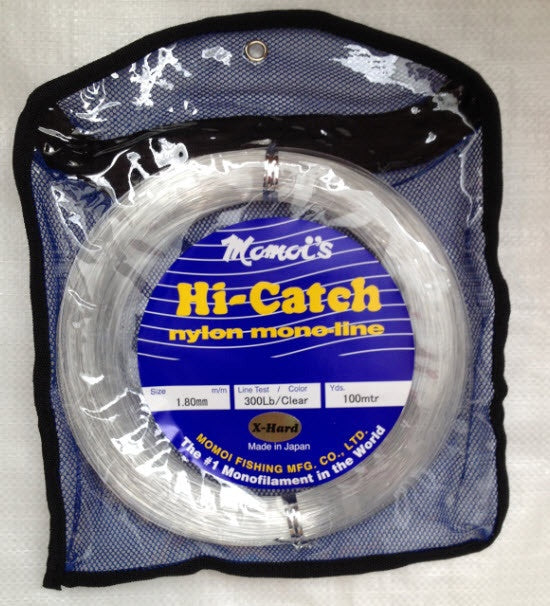 Momoi's
Hi-Catch
nylon mono-line
Size m/m Line Test / Color Yds.
1.80mm 300Lb/Clear 100mtr
X-Hard
Made in Japan
MOMOI FISHING MFG. CO., LTD.
The #1 Monofilament in the World